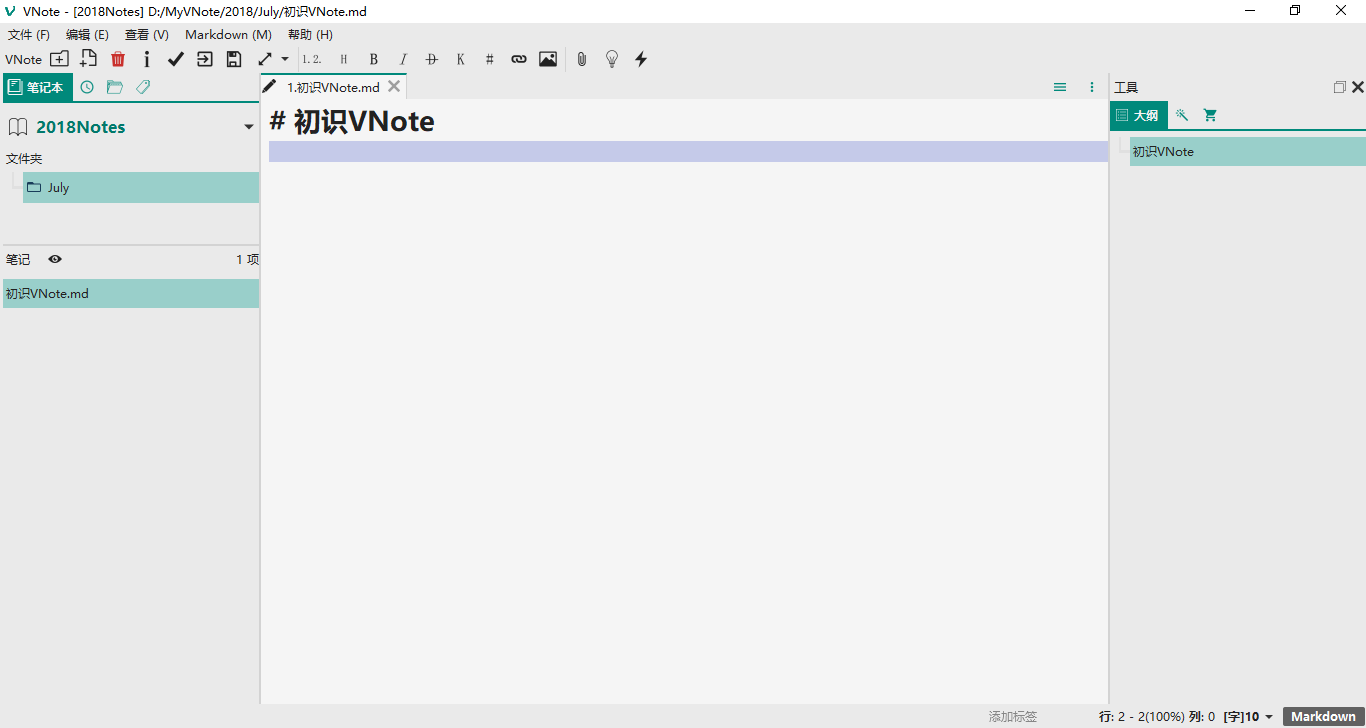 VNote - [2018Notes] D:/MyVNote/2018/July/初识VNote.md
文件 (F) 编辑 (E) 查看 (V) Markdown (M) 帮助 (H)
VNote 1. 2. H B I D K #
笔记本 1.初识VNote.md 工具
2018Notes 大纲
# 初识VNote
初识VNote
文件夹
July
笔记 1 项
初识VNote.md
添加标签 行: 2 - 2(100%) 列: 0 [字]10 Markdown